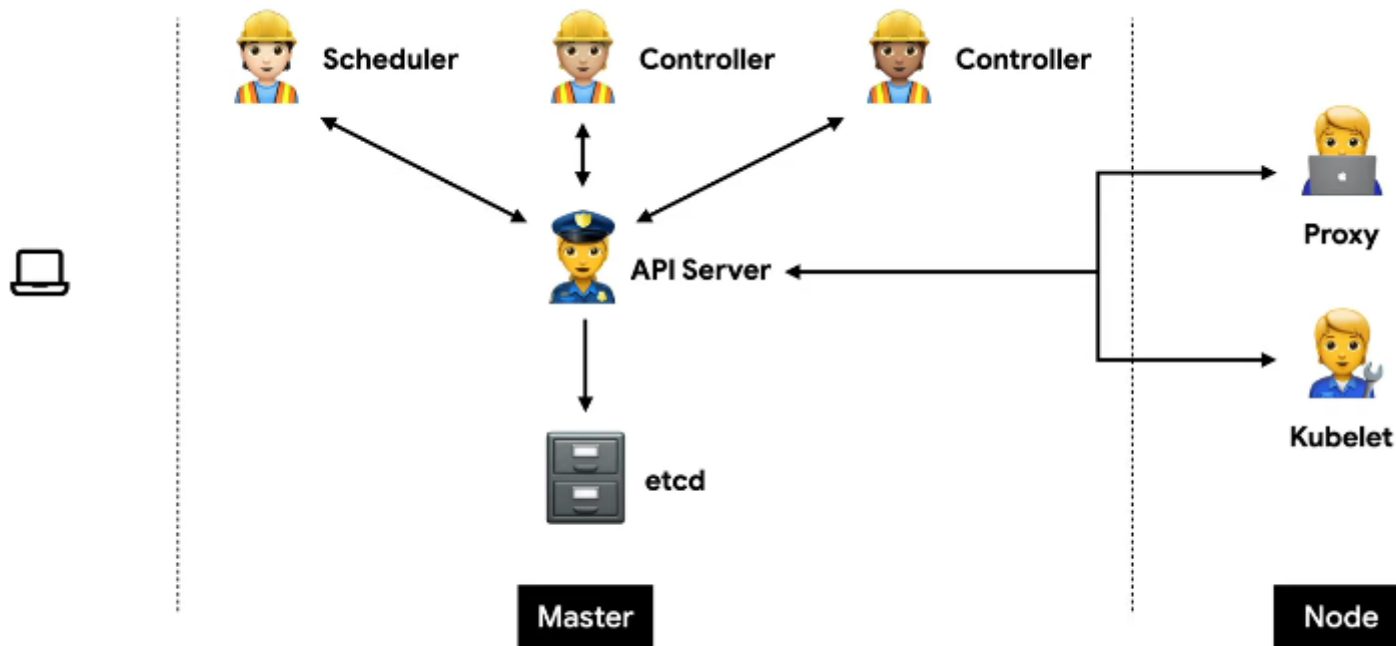 Scheduler
Controller
Controller
Proxy
API Server
Kubelet
etcd
Master
Node